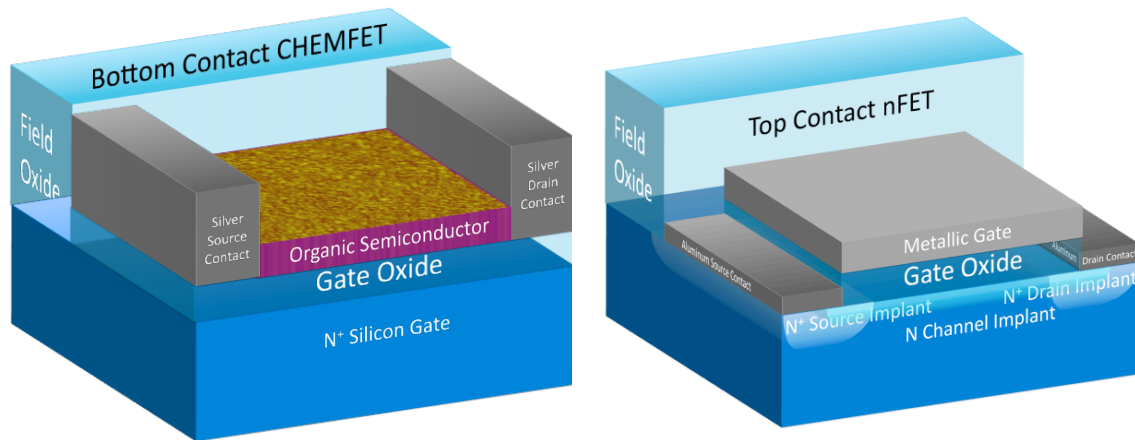 Bottom Contact CHEMFET
Field
Oxide
Silver
Source
Contact
Silver
Drain
Contact
Organic Semiconductor
Gate Oxide
N⁺ Silicon Gate
Top Contact nFET
Field
Oxide
Metallic Gate
Aluminum Source Contact
Aluminum
Drain Contact
Gate Oxide
N⁺ Source Implant
N⁺ Drain Implant
N Channel Implant